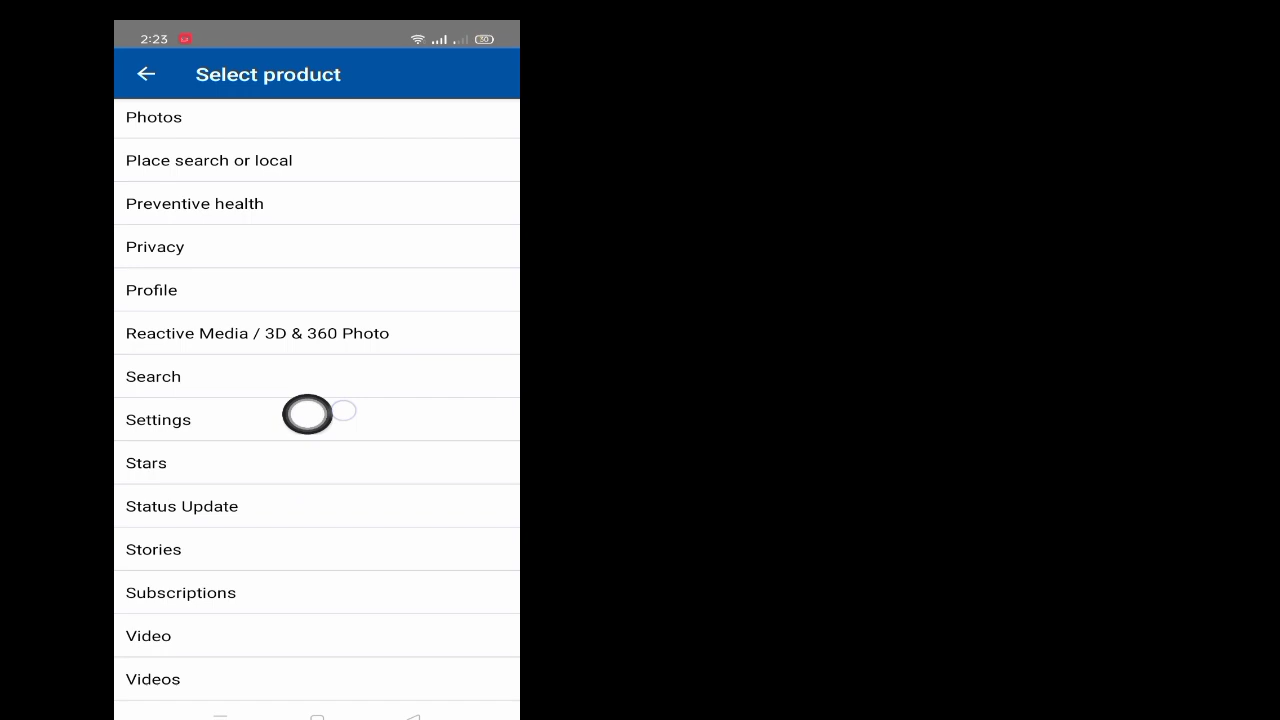 2:23
30
Select product
Photos
Place search or local
Preventive health
Privacy
Profile
Reactive Media / 3D & 360 Photo
Search
Settings
Stars
Status Update
Stories
Subscriptions
Video
Videos